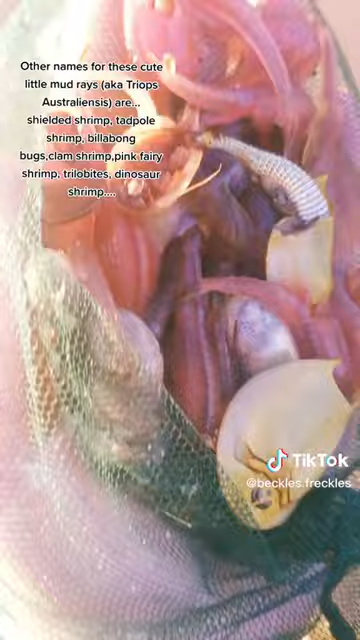 Other names for these cute
little mud rays (aka Triops
Australiensis) are...
shielded shrimp, tadpole
shrimp, billabong
bugs,clam shrimp,pink fairy
shrimp, trilobites, dinosaur
shrimp....
TikTok
@beckles.freckles